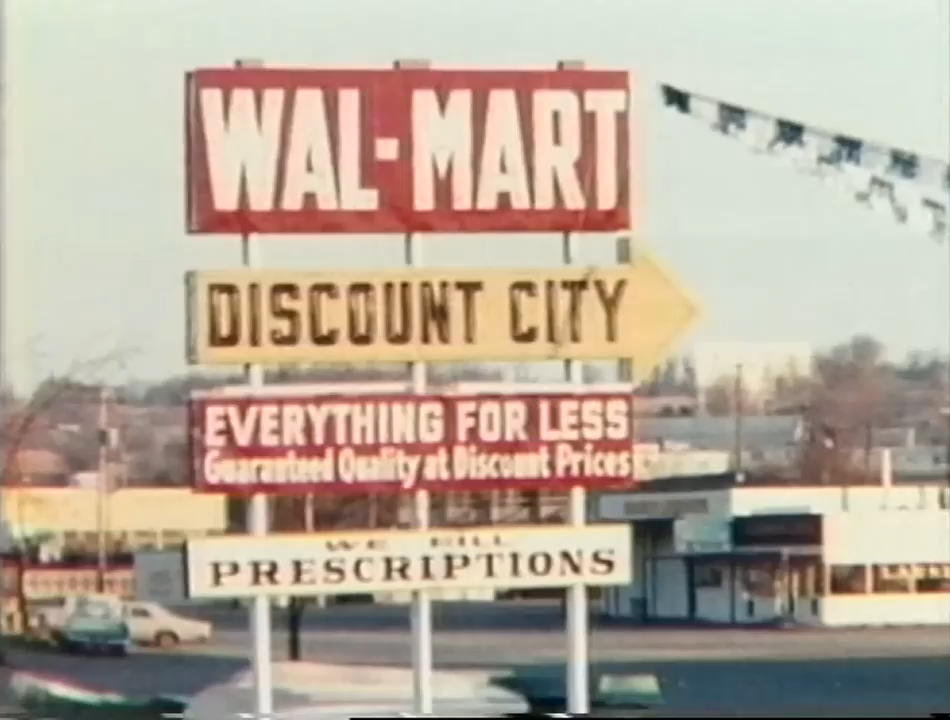 WAL-MART
DISCOUNT CITY
EVERYTHING FOR LESS
Guaranteed Quality at Discount Prices
WE FILL
PRESCRIPTIONS